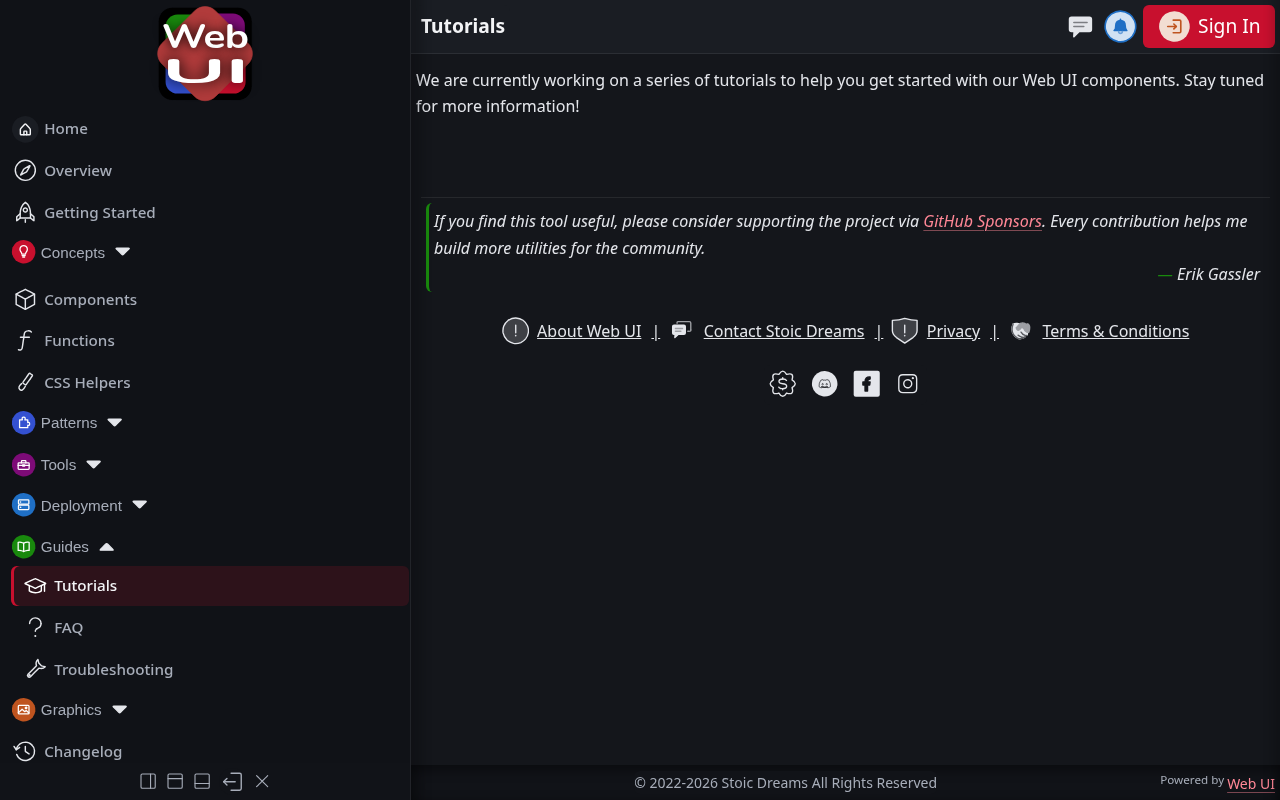 Web
UI
Home
Overview
Getting Started
Concepts
Components
Functions
CSS Helpers
Patterns
Tools
Deployment
Guides
Tutorials
FAQ
Troubleshooting
Graphics
Changelog
Tutorials
Sign In
We are currently working on a series of tutorials to help you get started with our Web UI components. Stay tuned
for more information!
If you find this tool useful, please consider supporting the project via GitHub Sponsors. Every contribution helps me
build more utilities for the community.
— Erik Gassler
About Web UI | Contact Stoic Dreams | Privacy | Terms & Conditions
© 2022-2026 Stoic Dreams All Rights Reserved
Powered by Web UI